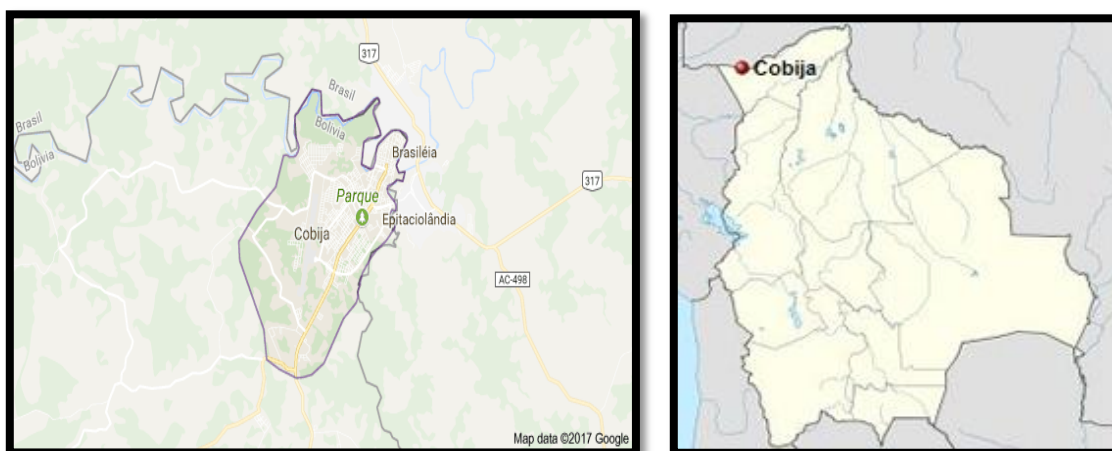 317
Brasil
Bolivia
Brasil
Bolivia
Brasiléia
317
Parque
Epitaciolândia
Cobija
AC-498
Map data ©2017 Google
Cobija